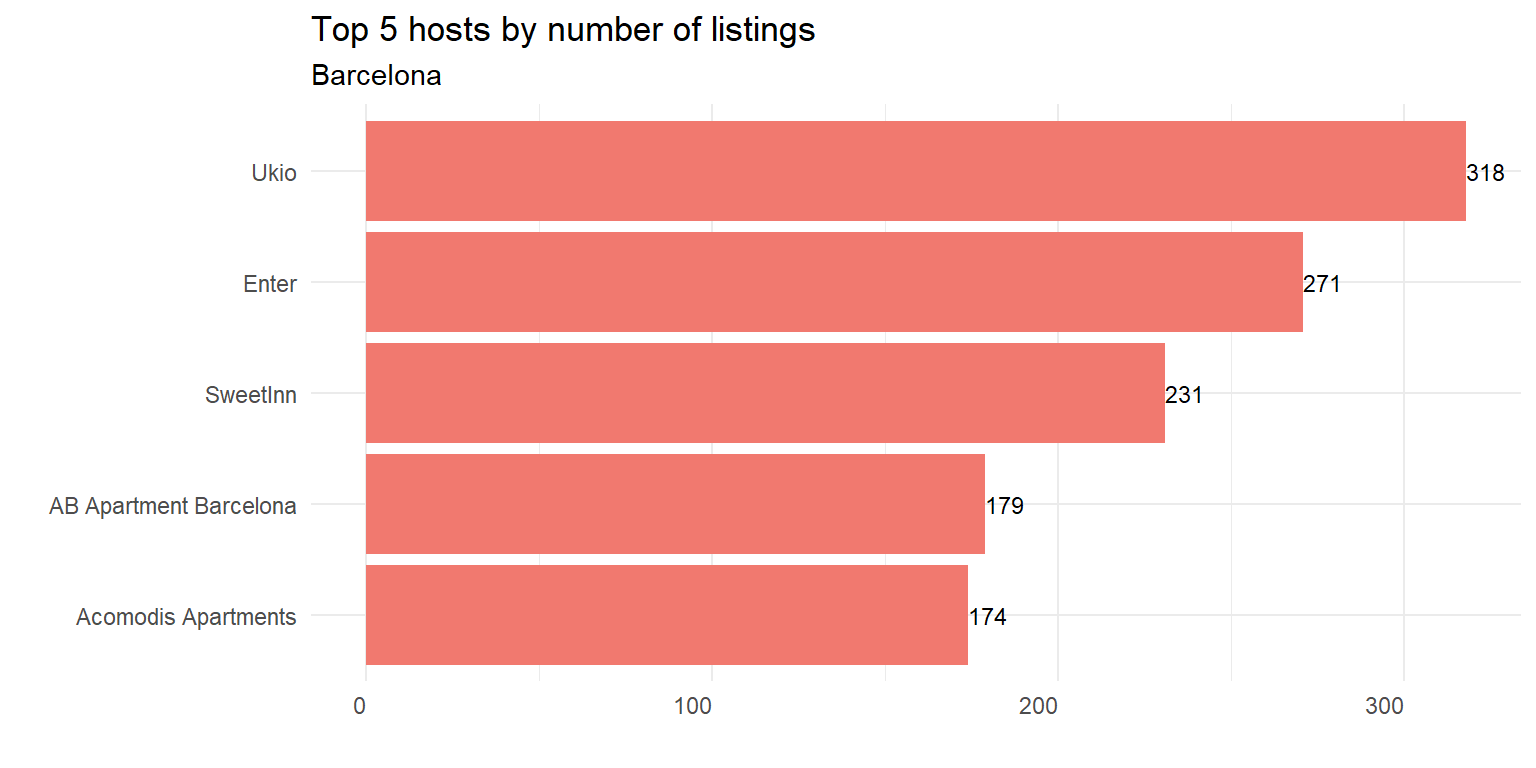 Top 5 hosts by number of listings
Barcelona
Ukio
318
Enter
271
SweetInn
231
AB Apartment Barcelona
179
Acomodis Apartments
174
0 100 200 300